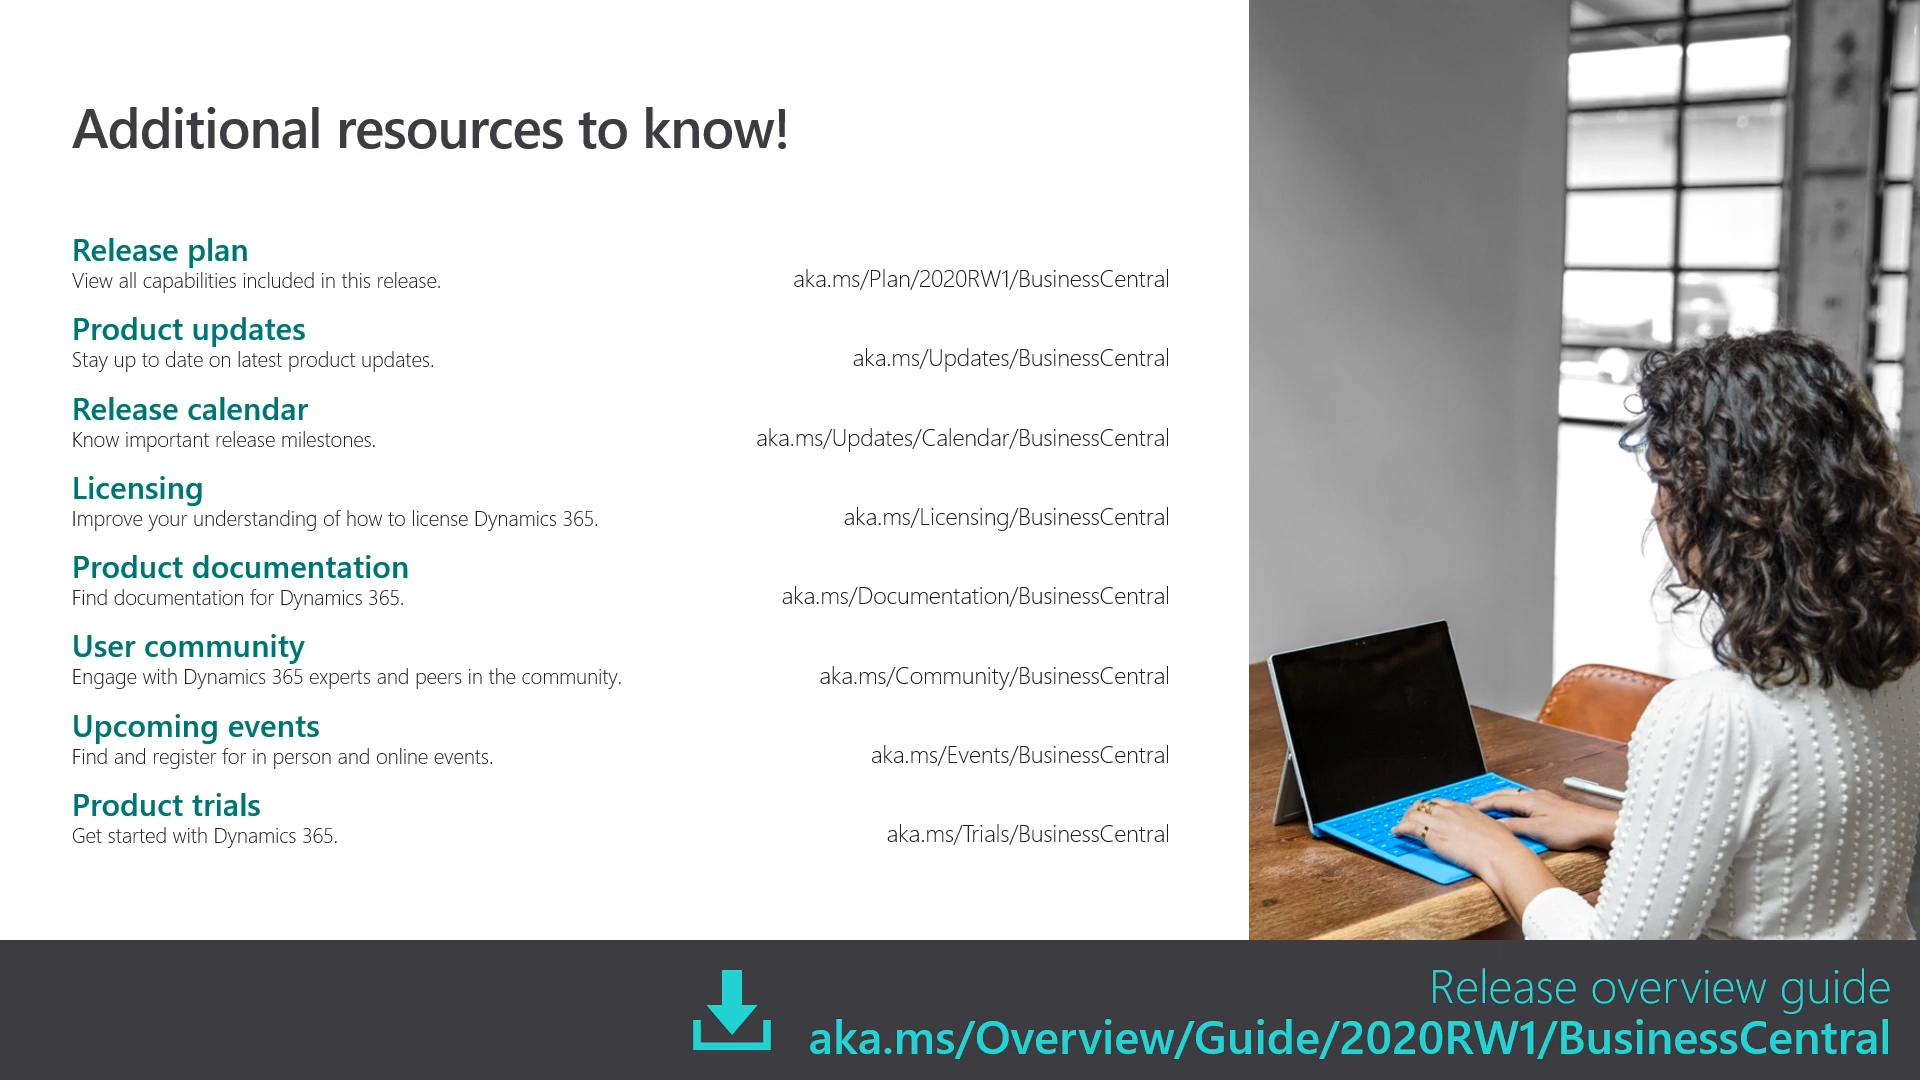 Additional resources to know!
Release plan
View all capabilities included in this release.
aka.ms/Plan/2020RW1/BusinessCentral
Product updates
Stay up to date on latest product updates.
aka.ms/Updates/BusinessCentral
Release calendar
Know important release milestones.
aka.ms/Updates/Calendar/BusinessCentral
Licensing
Improve your understanding of how to license Dynamics 365.
aka.ms/Licensing/BusinessCentral
Product documentation
Find documentation for Dynamics 365.
aka.ms/Documentation/BusinessCentral
User community
Engage with Dynamics 365 experts and peers in the community.
aka.ms/Community/BusinessCentral
Upcoming events
Find and register for in person and online events.
aka.ms/Events/BusinessCentral
Product trials
Get started with Dynamics 365.
aka.ms/Trials/BusinessCentral
Release overview guide
aka.ms/Overview/Guide/2020RW1/BusinessCentral